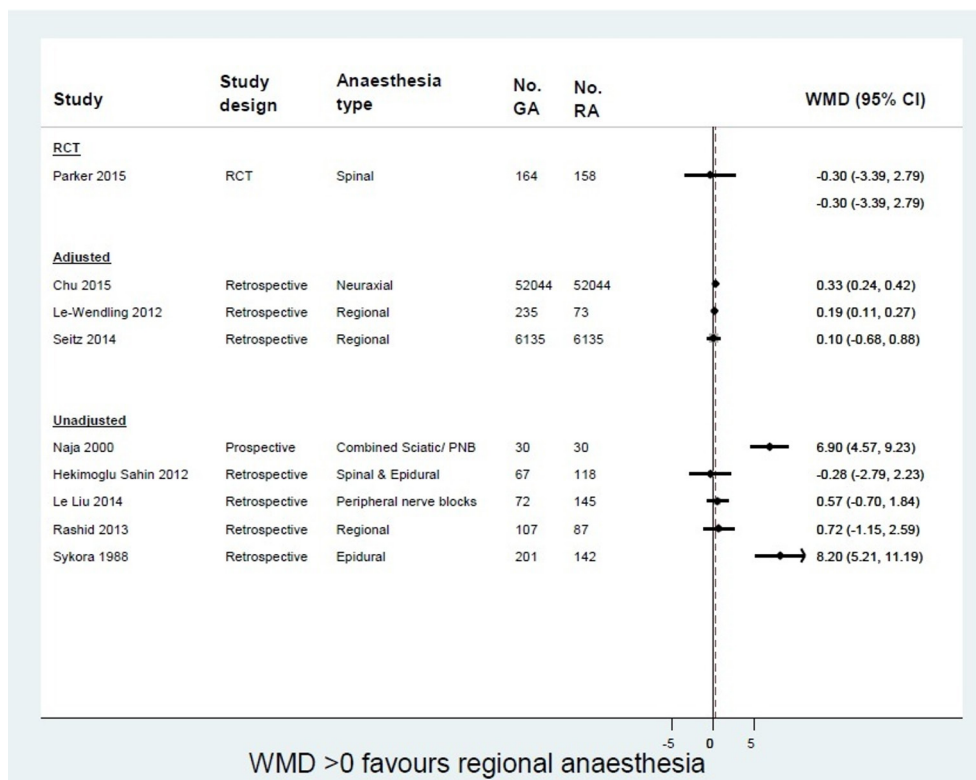 Study Study design Anaesthesia type No. GA No. RA WMD (95% CI)
RCT
Parker 2015 RCT Spinal 164 158 -0.30 (-3.39, 2.79)
-0.30 (-3.39, 2.79)
Adjusted
Chu 2015 Retrospective Neuraxial 52044 52044 0.33 (0.24, 0.42)
Le-Wendling 2012 Retrospective Regional 235 73 0.19 (0.11, 0.27)
Seitz 2014 Retrospective Regional 6135 6135 0.10 (-0.68, 0.88)
Unadjusted
Naja 2000 Prospective Combined Sciatic/ PNB 30 30 6.90 (4.57, 9.23)
Hekimoglu Sahin 2012 Retrospective Spinal & Epidural 67 118 -0.28 (-2.79, 2.23)
Le Liu 2014 Retrospective Peripheral nerve blocks 72 145 0.57 (-0.70, 1.84)
Rashid 2013 Retrospective Regional 107 87 0.72 (-1.15, 2.59)
Sykora 1988 Retrospective Epidural 201 142 8.20 (5.21, 11.19)
-5 0 5
WMD >0 favours regional anaesthesia